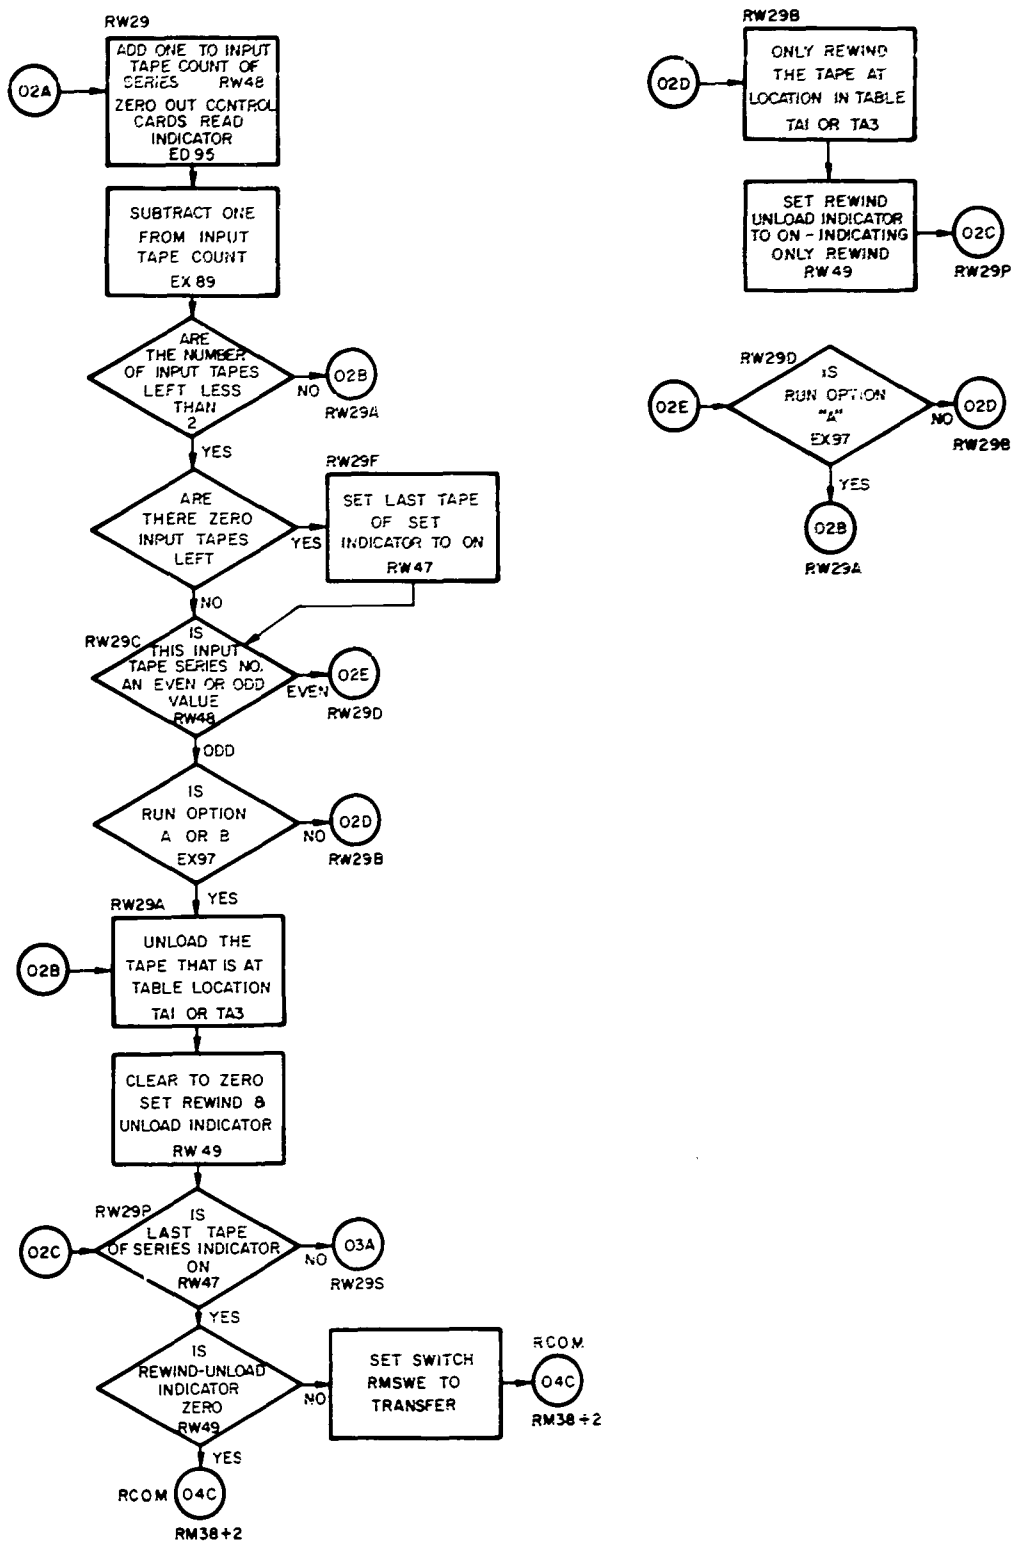 RW29
02A
ADD ONE TO INPUT
TAPE COUNT OF
SERIES RW48
ZERO OUT CONTROL
CARDS READ
INDICATOR
ED95
SUBTRACT ONE
FROM INPUT
TAPE COUNT
EX89
ARE
THE NUMBER
OF INPUT TAPES
LEFT LESS
THAN
2
NO
02B
RW29A
YES
ARE
THERE ZERO
INPUT TAPES
LEFT
YES
RW29F
SET LAST TAPE
OF SET
INDICATOR TO ON
RW47
NO
RW29C
IS
THIS INPUT
TAPE SERIES NO.
AN EVEN OR ODD
VALUE
RW48
EVEN
02E
RW29D
ODD
IS
RUN OPTION
A OR B
EX97
NO
02D
RW29B
YES
RW29A
02B
UNLOAD THE
TAPE THAT IS AT
TABLE LOCATION
TA1 OR TA3
CLEAR TO ZERO
SET REWIND &
UNLOAD INDICATOR
RW49
RW29P
02C
IS
LAST TAPE
OF SERIES INDICATOR
ON
RW47
NO
03A
RW29S
YES
IS
REWIND-UNLOAD
INDICATOR
ZERO
RW49
NO
SET SWITCH
RMSWE TO
TRANSFER
RCOM
04C
RM38+2
YES
RCOM
04C
RM38+2
RW29B
02D
ONLY REWIND
THE TAPE AT
LOCATION IN TABLE
TA1 OR TA3
SET REWIND
UNLOAD INDICATOR
TO ON-INDICATING
ONLY REWIND
RW49
02C
RW29P
RW29D
02E
IS
RUN OPTION
"A"
EX97
NO
02D
RW29B
YES
02B
RW29A